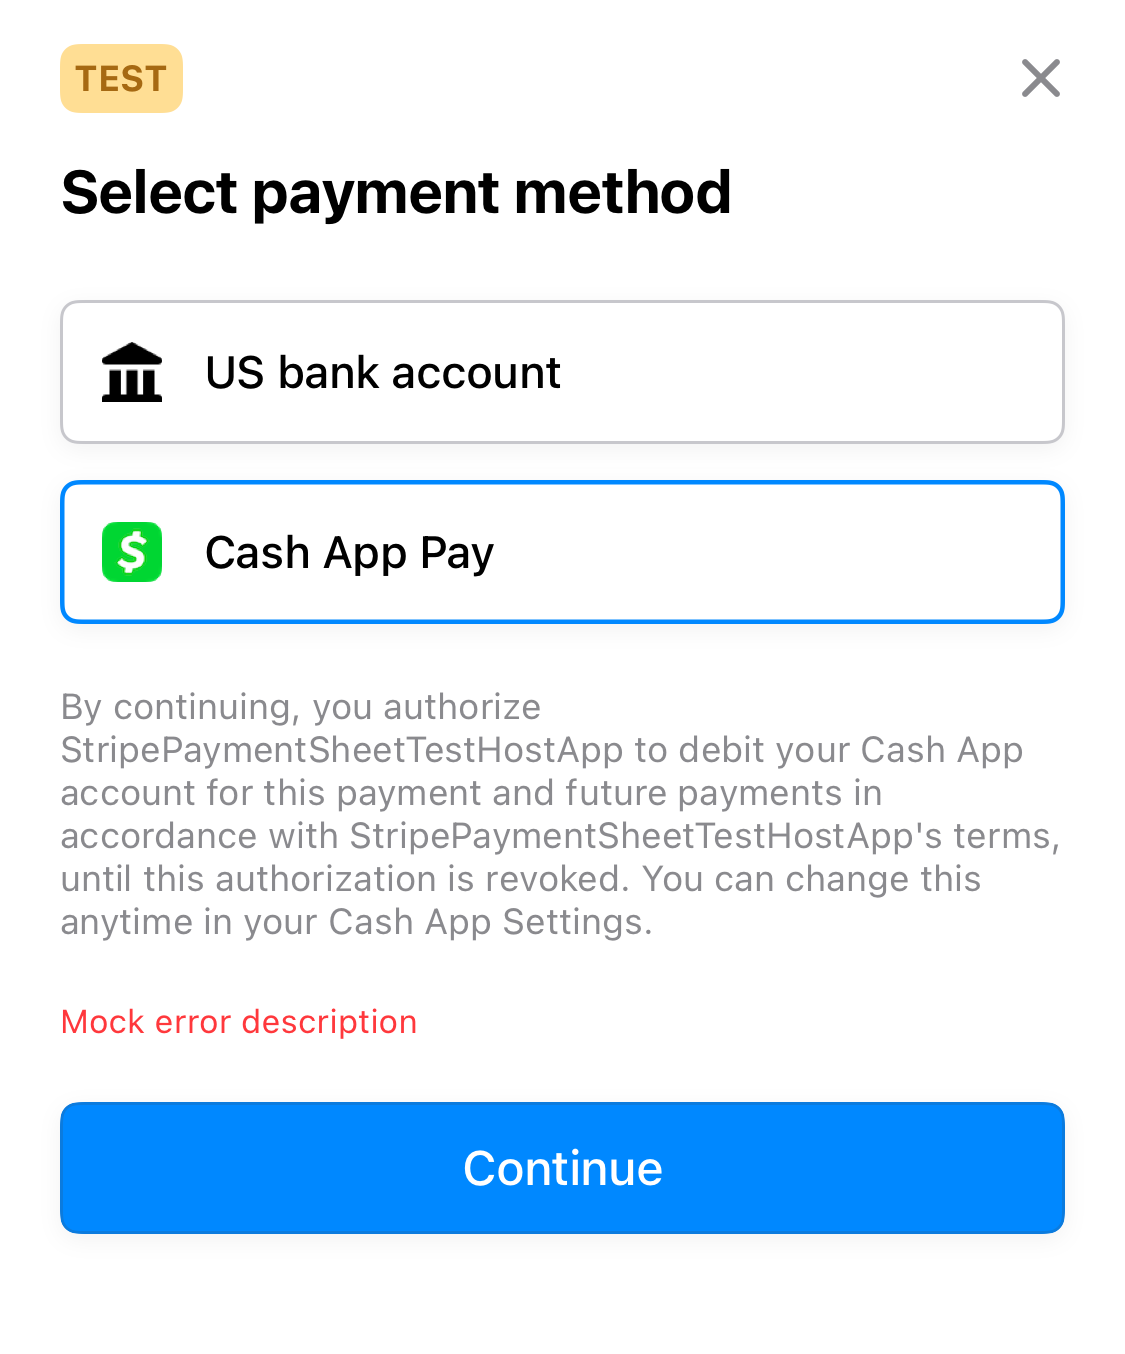 TEST
Select payment method
US bank account
$
Cash App Pay
By continuing, you authorize
StripePaymentSheetTestHostApp to debit your Cash App
account for this payment and future payments in
accordance with StripePaymentSheetTestHostApp's terms,
until this authorization is revoked. You can change this
anytime in your Cash App Settings.
Mock error description
Continue